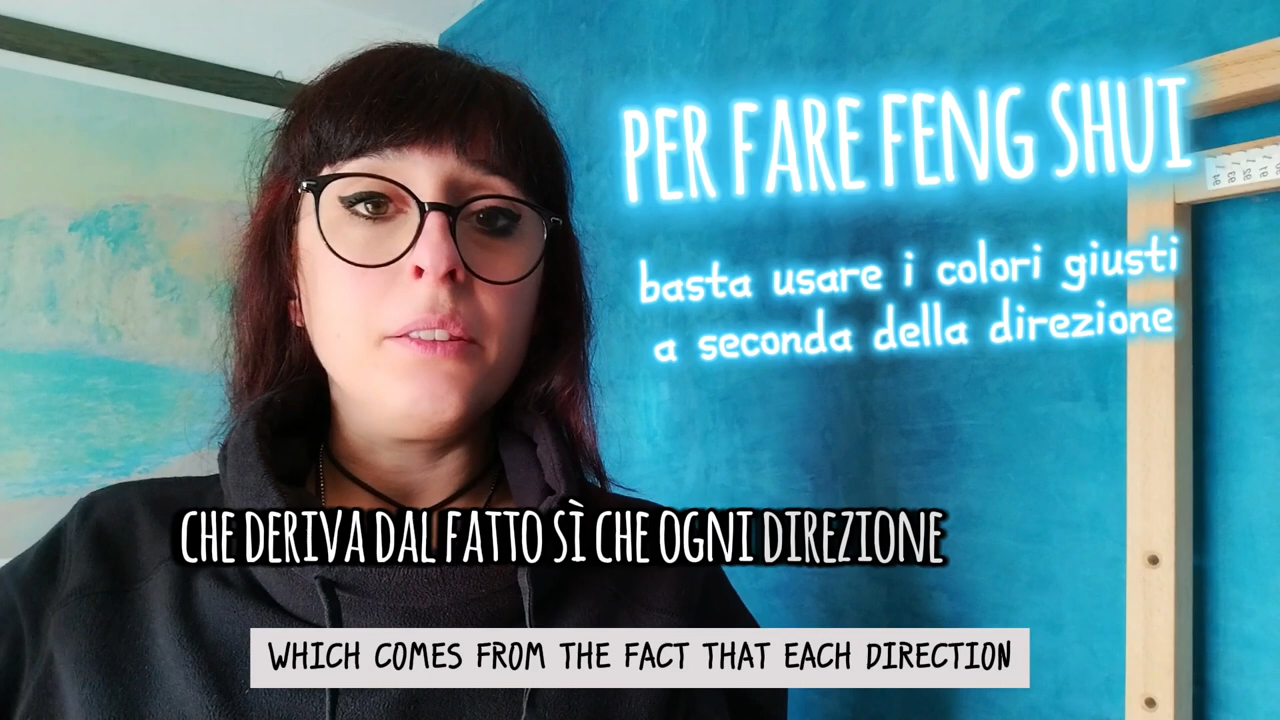 PER FARE FENG SHUI
basta usare i colori giusti
a seconda della direzione
CHE DERIVA DAL FATTO SÌ CHE OGNI DIREZIONE
WHICH COMES FROM THE FACT THAT EACH DIRECTION